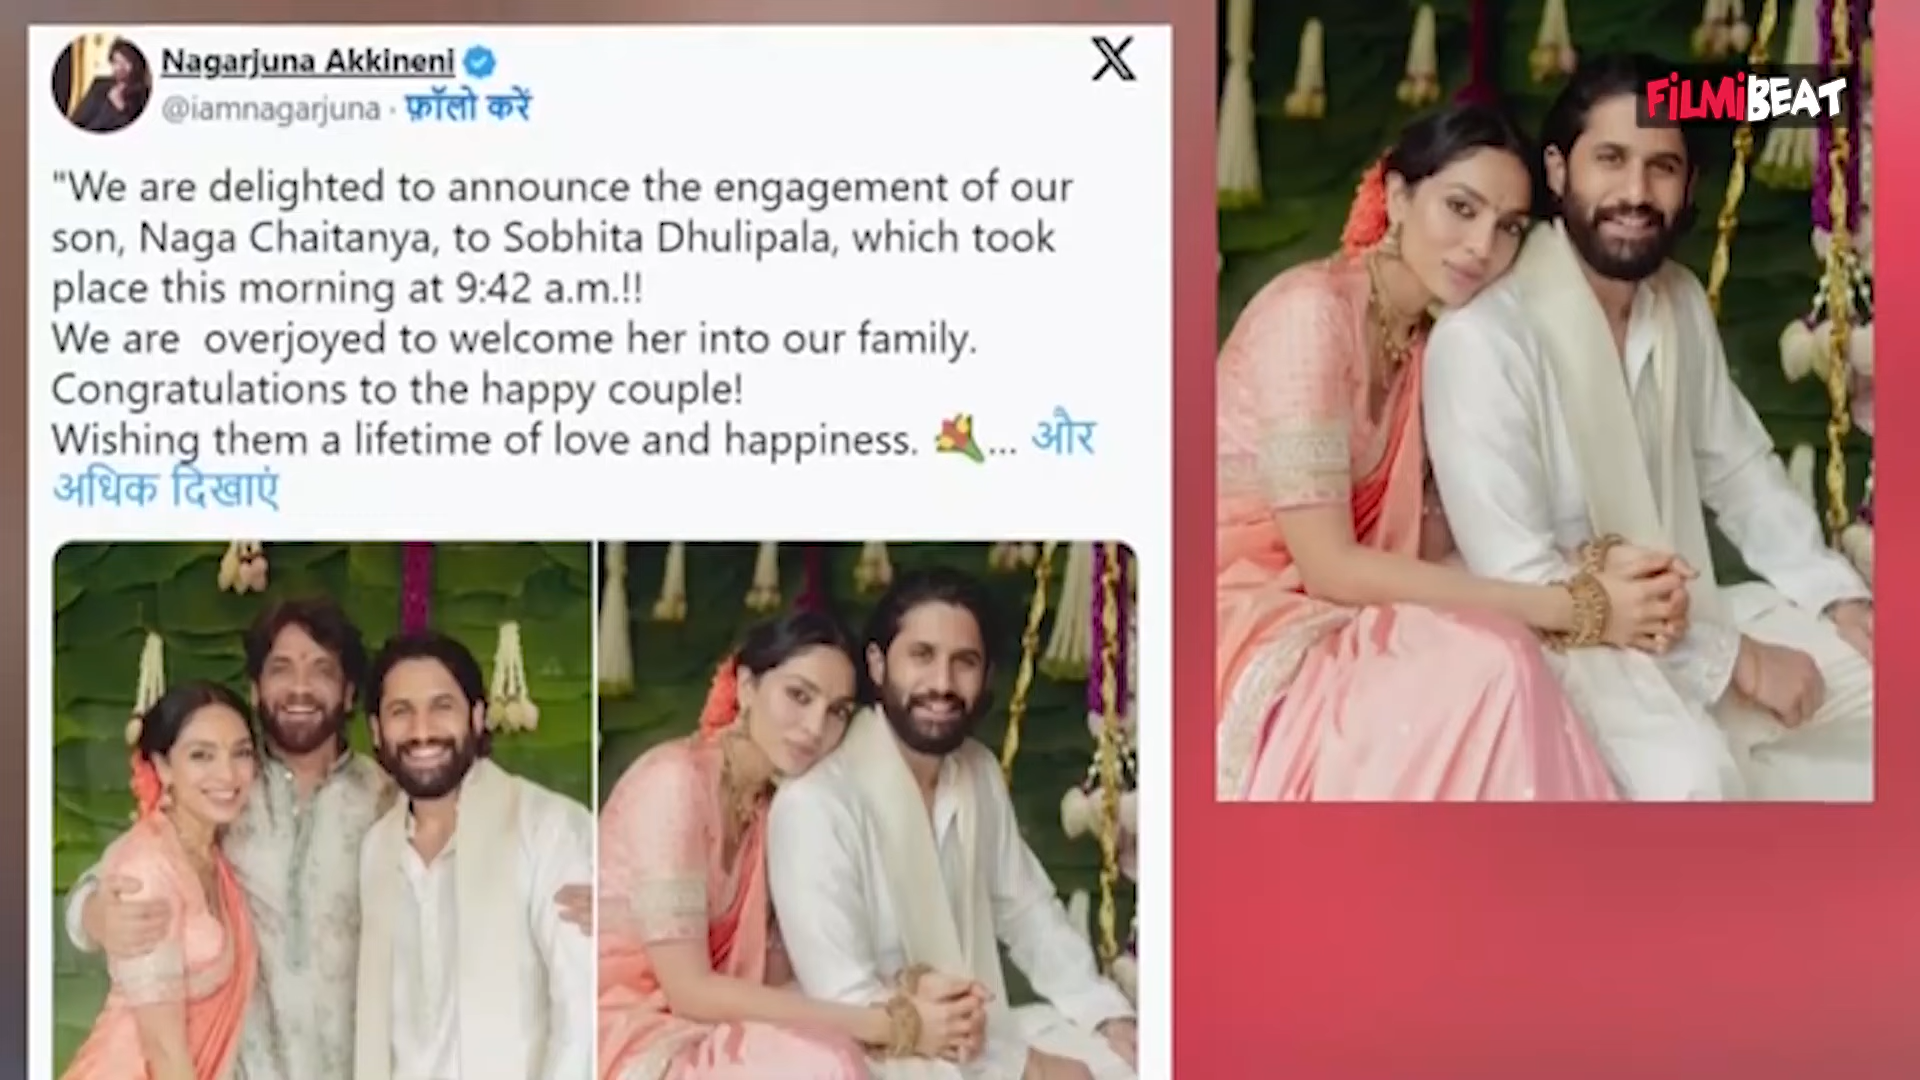 Nagarjuna Akkineni
@iamnagarjuna · फ़ॉलो करें
X
FiLMiBEAT
"We are delighted to announce the engagement of our
son, Naga Chaitanya, to Sobhita Dhulipala, which took
place this morning at 9:42 a.m.!!
We are  overjoyed to welcome her into our family.
Congratulations to the happy couple!
Wishing them a lifetime of love and happiness. 💐... और
अधिक दिखाएं